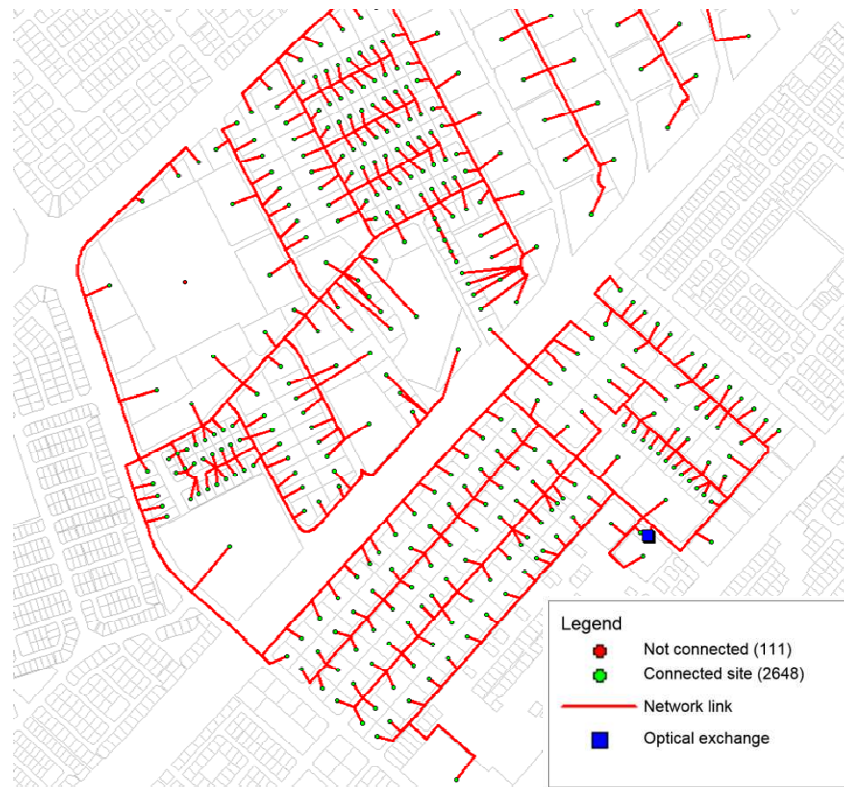 Legend
Not connected (111)
Connected site (2648)
Network link
Optical exchange